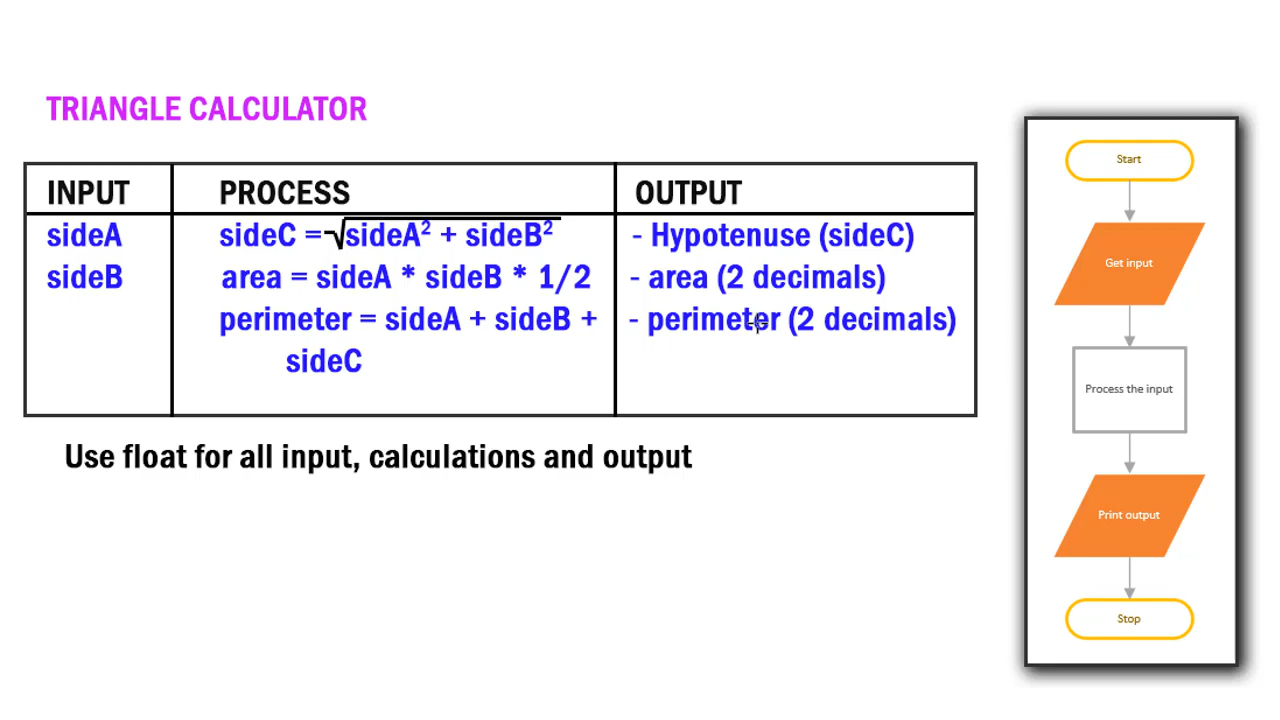 TRIANGLE CALCULATOR
INPUT
sideA
sideB
PROCESS
sideC = √sideA² + sideB²
area = sideA * sideB * 1/2
perimeter = sideA + sideB +
sideC
OUTPUT
- Hypotenuse (sideC)
- area (2 decimals)
- perimeter (2 decimals)
Use float for all input, calculations and output
Start
Get input
Process the input
Print output
Stop